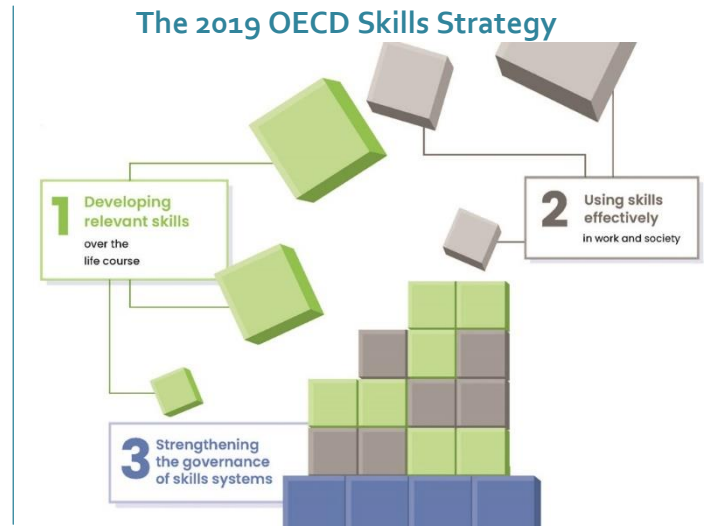 The 2019 OECD Skills Strategy
1 Developing
relevant skills
over the
life course
2 Using skills
effectively
in work and society
3 Strengthening
the governance
of skills systems